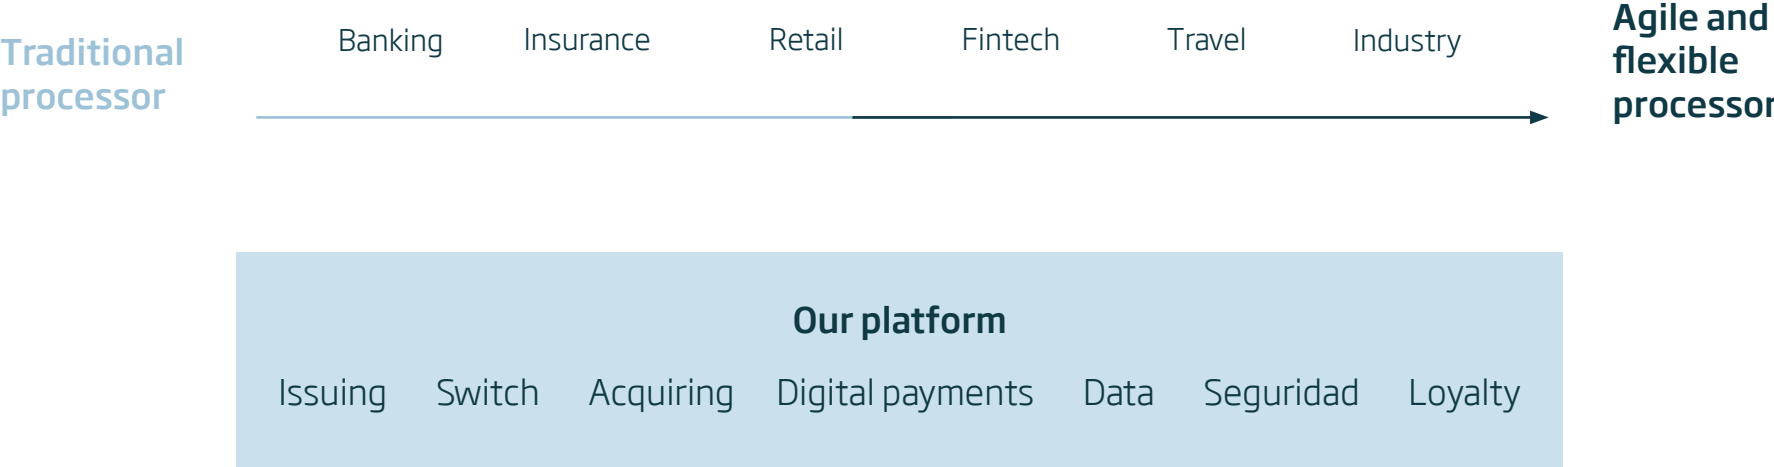 Traditional
processor
Banking Insurance Retail Fintech Travel Industry
Agile and
flexible
processor
Our platform
Issuing Switch Acquiring Digital payments Data Seguridad Loyalty